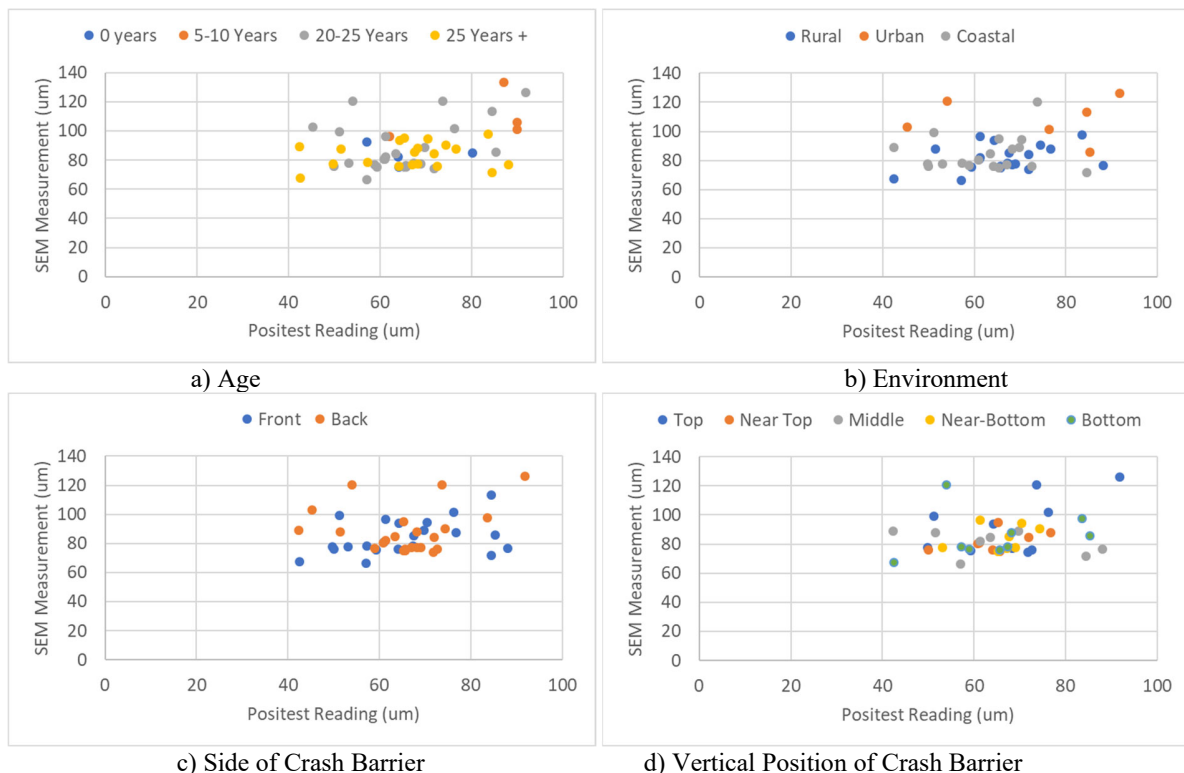 0 years 5-10 Years 20-25 Years 25 Years +
140
120
100
80
60
40
20
0
SEM Measurement (um)
0 20 40 60 80 100
Positest Reading (um)
a) Age
Rural Urban Coastal
140
120
100
80
60
40
20
0
SEM Measurement (um)
0 20 40 60 80 100
Positest Reading (um)
b) Environment
Front Back
140
120
100
80
60
40
20
0
SEM Measurement (um)
0 20 40 60 80 100
Positest Reading (um)
c) Side of Crash Barrier
Top Near Top Middle Near-Bottom Bottom
140
120
100
80
60
40
20
0
SEM Measurement (um)
0 20 40 60 80 100
Positest Reading (um)
d) Vertical Position of Crash Barrier